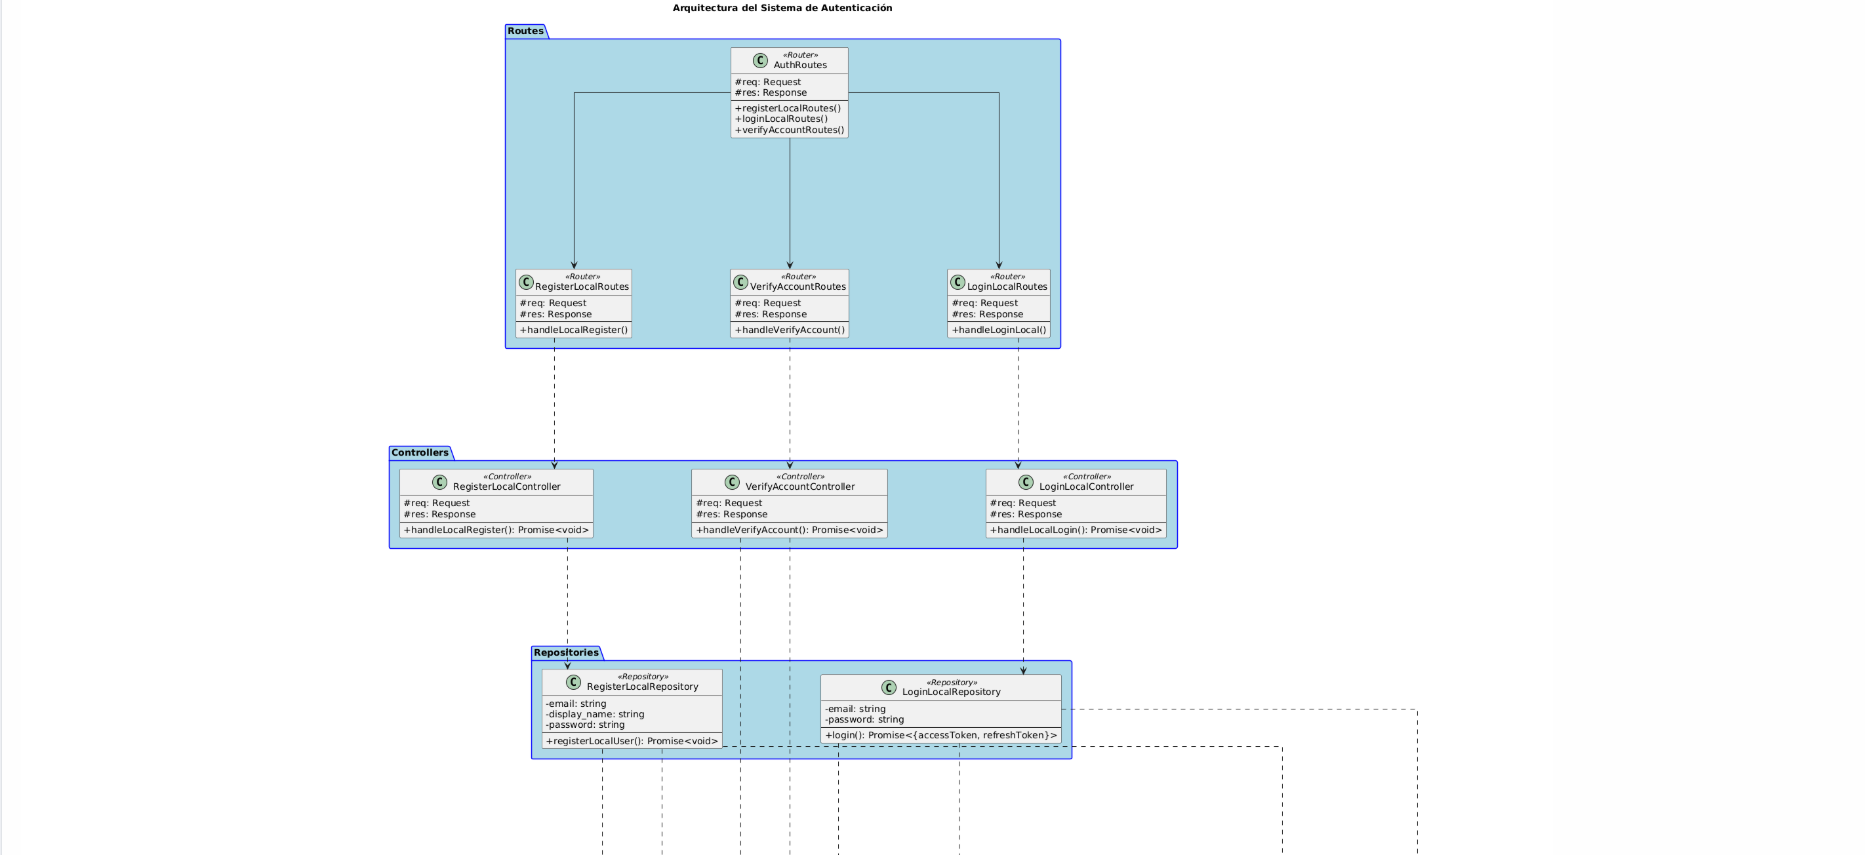 Arquitectura del Sistema de Autenticación
Routes
C
«Router»
AuthRoutes
#req: Request
#res: Response
+registerLocalRoutes()
+loginLocalRoutes()
+verifyAccountRoutes()
C
«Router»
RegisterLocalRoutes
#req: Request
#res: Response
+handleLocalRegister()
C
«Router»
VerifyAccountRoutes
#req: Request
#res: Response
+handleVerifyAccount()
C
«Router»
LoginLocalRoutes
#req: Request
#res: Response
+handleLoginLocal()
Controllers
C
«Controller»
RegisterLocalController
#req: Request
#res: Response
+handleLocalRegister(): Promise<void>
C
«Controller»
VerifyAccountController
#req: Request
#res: Response
+handleVerifyAccount(): Promise<void>
C
«Controller»
LoginLocalController
#req: Request
#res: Response
+handleLocalLogin(): Promise<void>
Repositories
C
«Repository»
RegisterLocalRepository
-email: string
-display_name: string
-password: string
+registerLocalUser(): Promise<void>
C
«Repository»
LoginLocalRepository
-email: string
-password: string
+login(): Promise<{accessToken, refreshToken}>